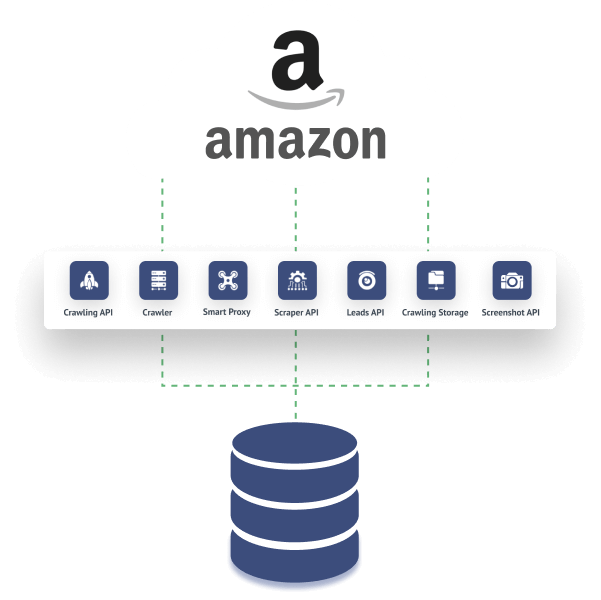 a
amazon
Crawling API
Crawler
Smart Proxy
Scraper API
Leads API
Crawling Storage
Screenshot API